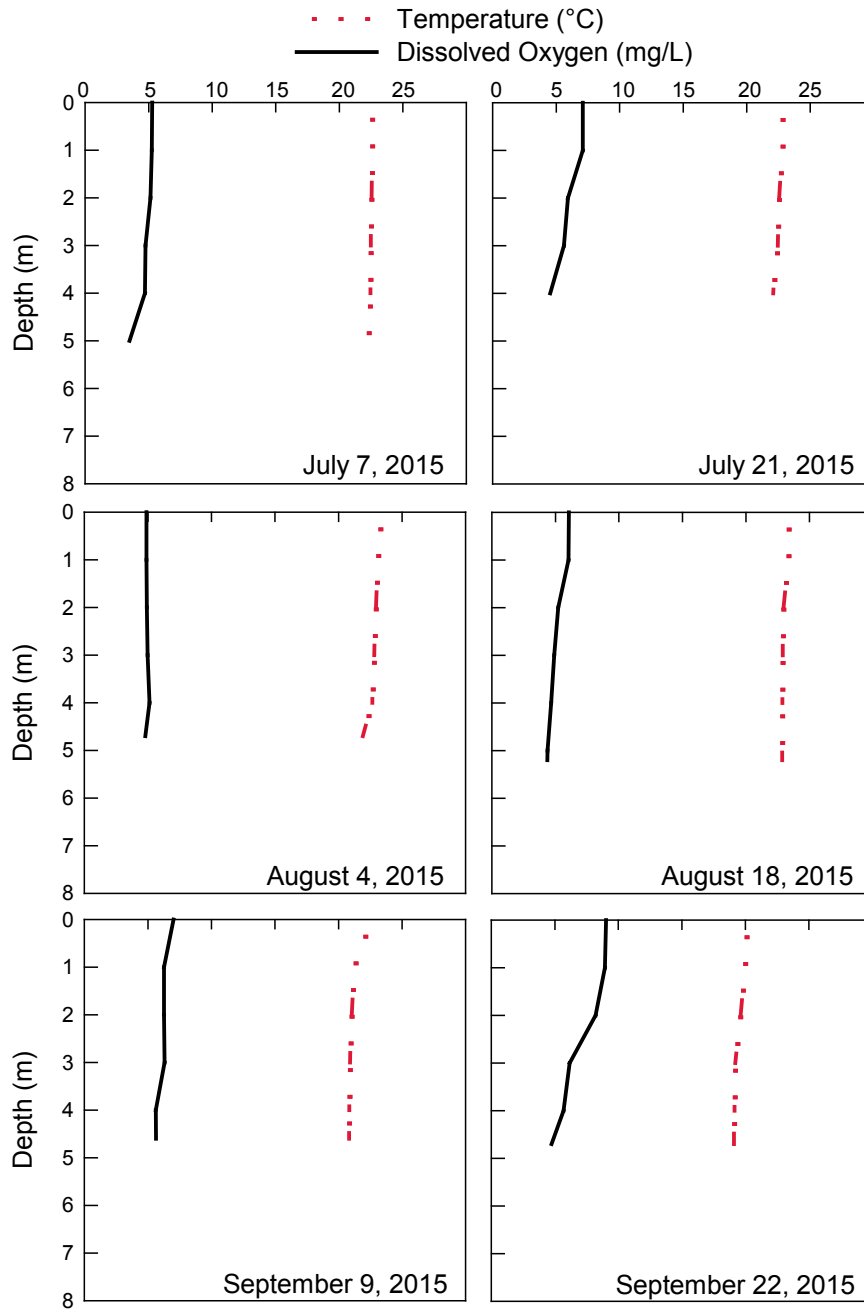 Temperature (°C)
Dissolved Oxygen (mg/L)
0 5 10 15 20 25
0 5 10 15 20 25
0
1
2
3
4
5
6
7
8
Depth (m)
July 7, 2015
July 21, 2015
0
1
2
3
4
5
6
7
8
Depth (m)
August 4, 2015
August 18, 2015
0
1
2
3
4
5
6
7
8
Depth (m)
September 9, 2015
September 22, 2015